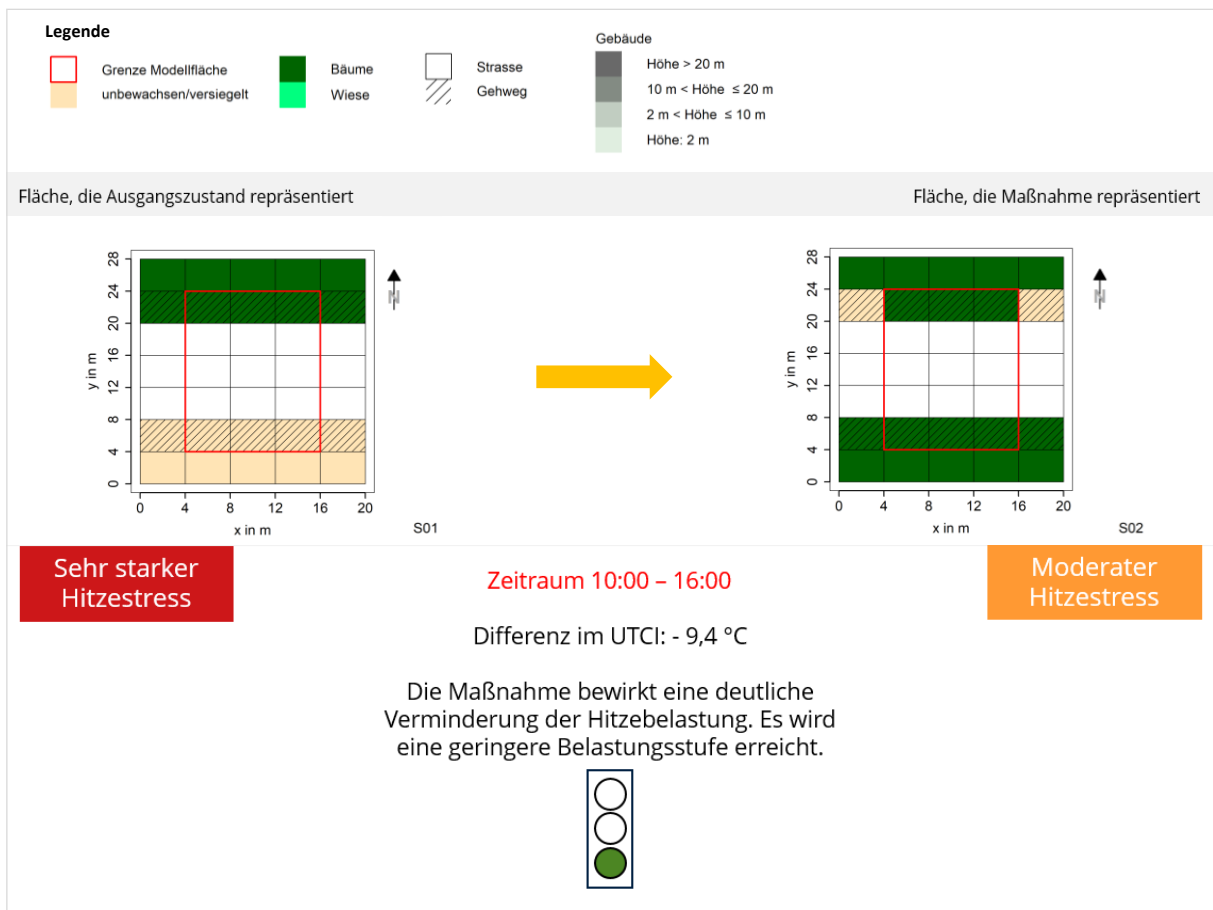 Legende
Grenze Modellfläche
unbewachsen/versiegelt
Bäume
Wiese
Strasse
Gehweg
Gebäude
Höhe > 20 m
10 m < Höhe ≤ 20 m
2 m < Höhe ≤ 10 m
Höhe: 2 m
Fläche, die Ausgangszustand repräsentiert
Fläche, die Maßnahme repräsentiert
y in m
28
24
20
16
12
8
4
0
0 4 8 12 16 20
x in m
S01
N
y in m
28
24
20
16
12
8
4
0
0 4 8 12 16 20
x in m
S02
N
Sehr starker
Hitzestress
Zeitraum 10:00 – 16:00
Moderater
Hitzestress
Differenz im UTCI: - 9,4 °C
Die Maßnahme bewirkt eine deutliche
Verminderung der Hitzebelastung. Es wird
eine geringere Belastungsstufe erreicht.